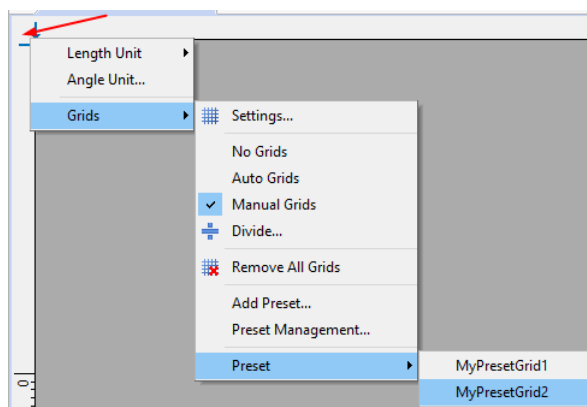 Length Unit
Angle Unit...
Grids
Settings...
No Grids
Auto Grids
Manual Grids
Divide...
Remove All Grids
Add Preset...
Preset Management...
Preset
MyPresetGrid1
MyPresetGrid2
0